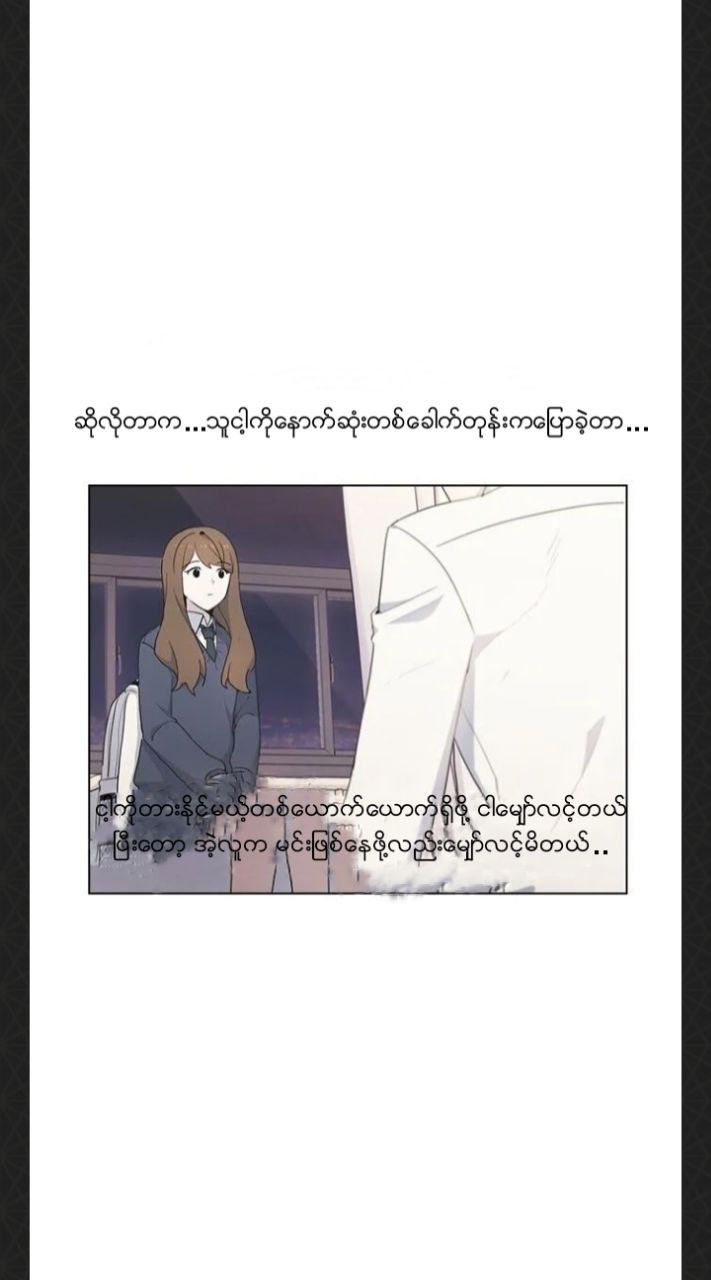 ဆိုလိုတာက...သူငါ့ကိုနောက်ဆုံးတစ်ခေါက်တုန်းကပြောခဲ့တာ...
ငါ့ကိုတားနိုင်မယ့်တစ်ယောက်ယောက်ရှိဖို့ ငါမျှော်လင့်တယ်
ပြီးတော့ အဲ့လူက မင်းဖြစ်နေဖို့လည်းမျှော်လင့်မိတယ်..